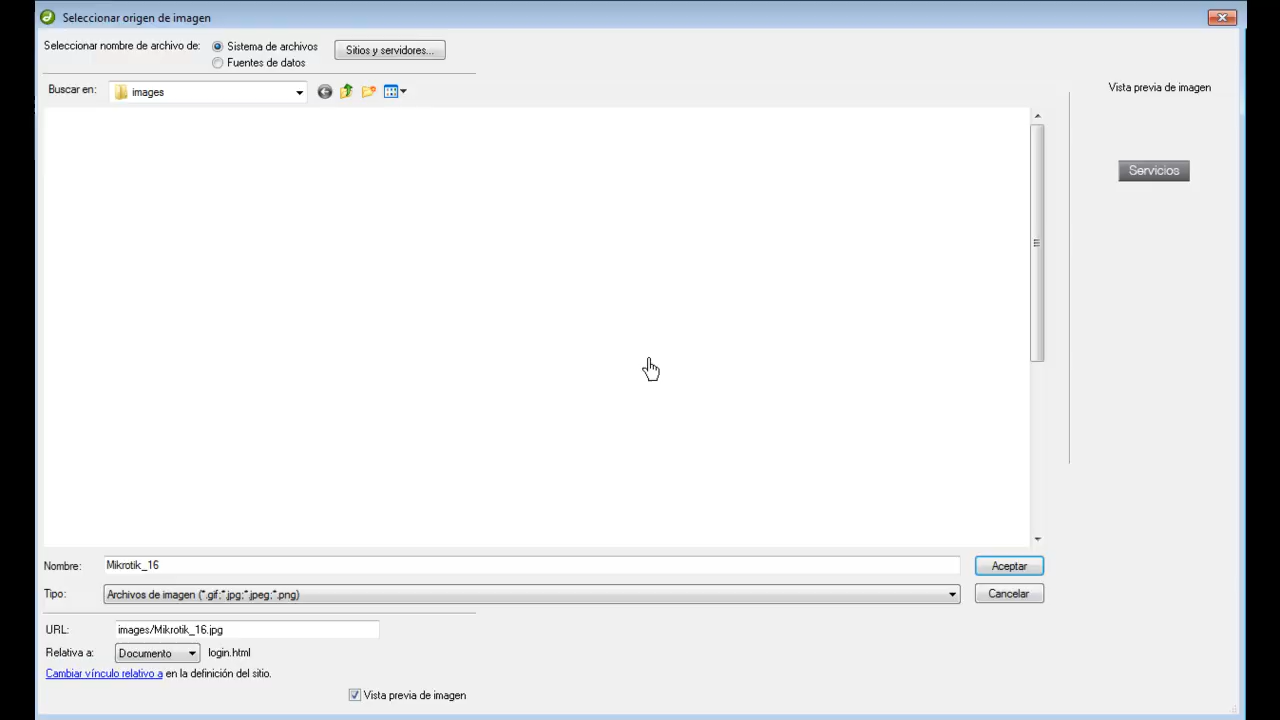 Seleccionar origen de imagen
Seleccionar nombre de archivo de:
Sistema de archivos
Sitios y servidores...
Fuentes de datos
Buscar en:
images
Vista previa de imagen
Servicios
Nombre:
Mikrotik_16
Aceptar
Tipo:
Archivos de imagen (*.gif;*.jpg;*.jpeg;*.png)
Cancelar
URL:
images/Mikrotik_16.jpg
Relativa a:
Documento
login.html
Cambiar vínculo relativo a en la definición del sitio.
Vista previa de imagen